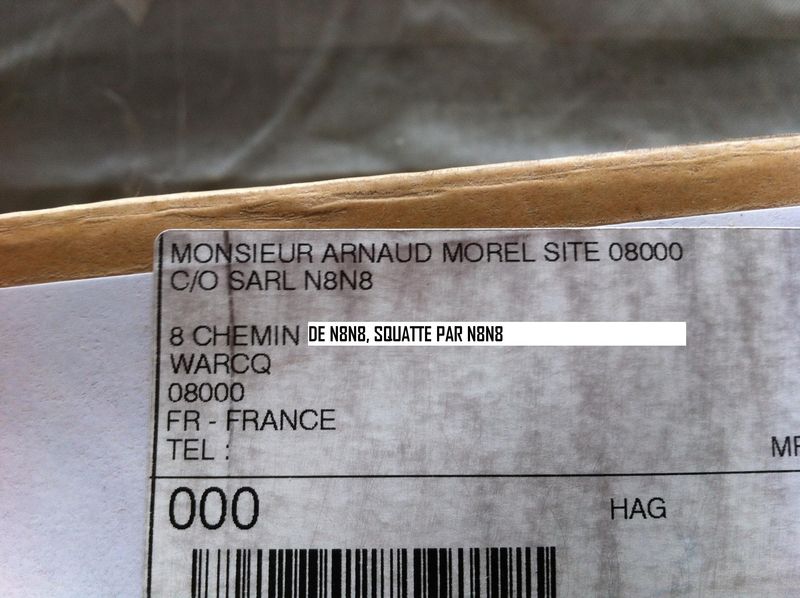 MONSIEUR ARNAUD MOREL SITE 08000
C/O SARL N8N8
8 CHEMIN DE N8N8, SQUATTE PAR N8N8
WARCQ
08000
FR - FRANCE
TEL :
000
HAG